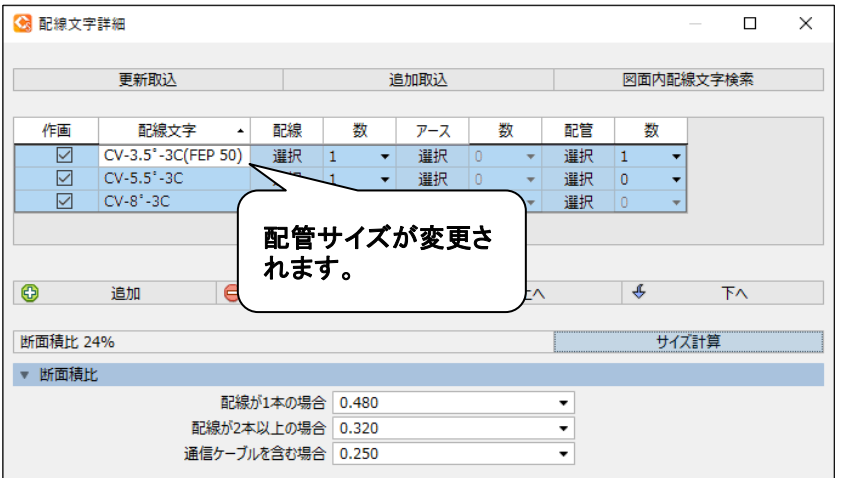 配線文字詳細
更新取込 追加取込 図面内配線文字検索
作画 配線文字 配線 数 アース 数 配管 数
CV-3.5°-3C(FEP 50) 選択 1 選択 0 選択 1
CV-5.5°-3C 1 選択 0 選択 0
CV-8°-3C 選択 0
配管サイズが変更さ
れます。
追加 下へ
断面積比 24% サイズ計算
断面積比
配線が1本の場合 0.480
配線が2本以上の場合 0.320
通信ケーブルを含む場合 0.250